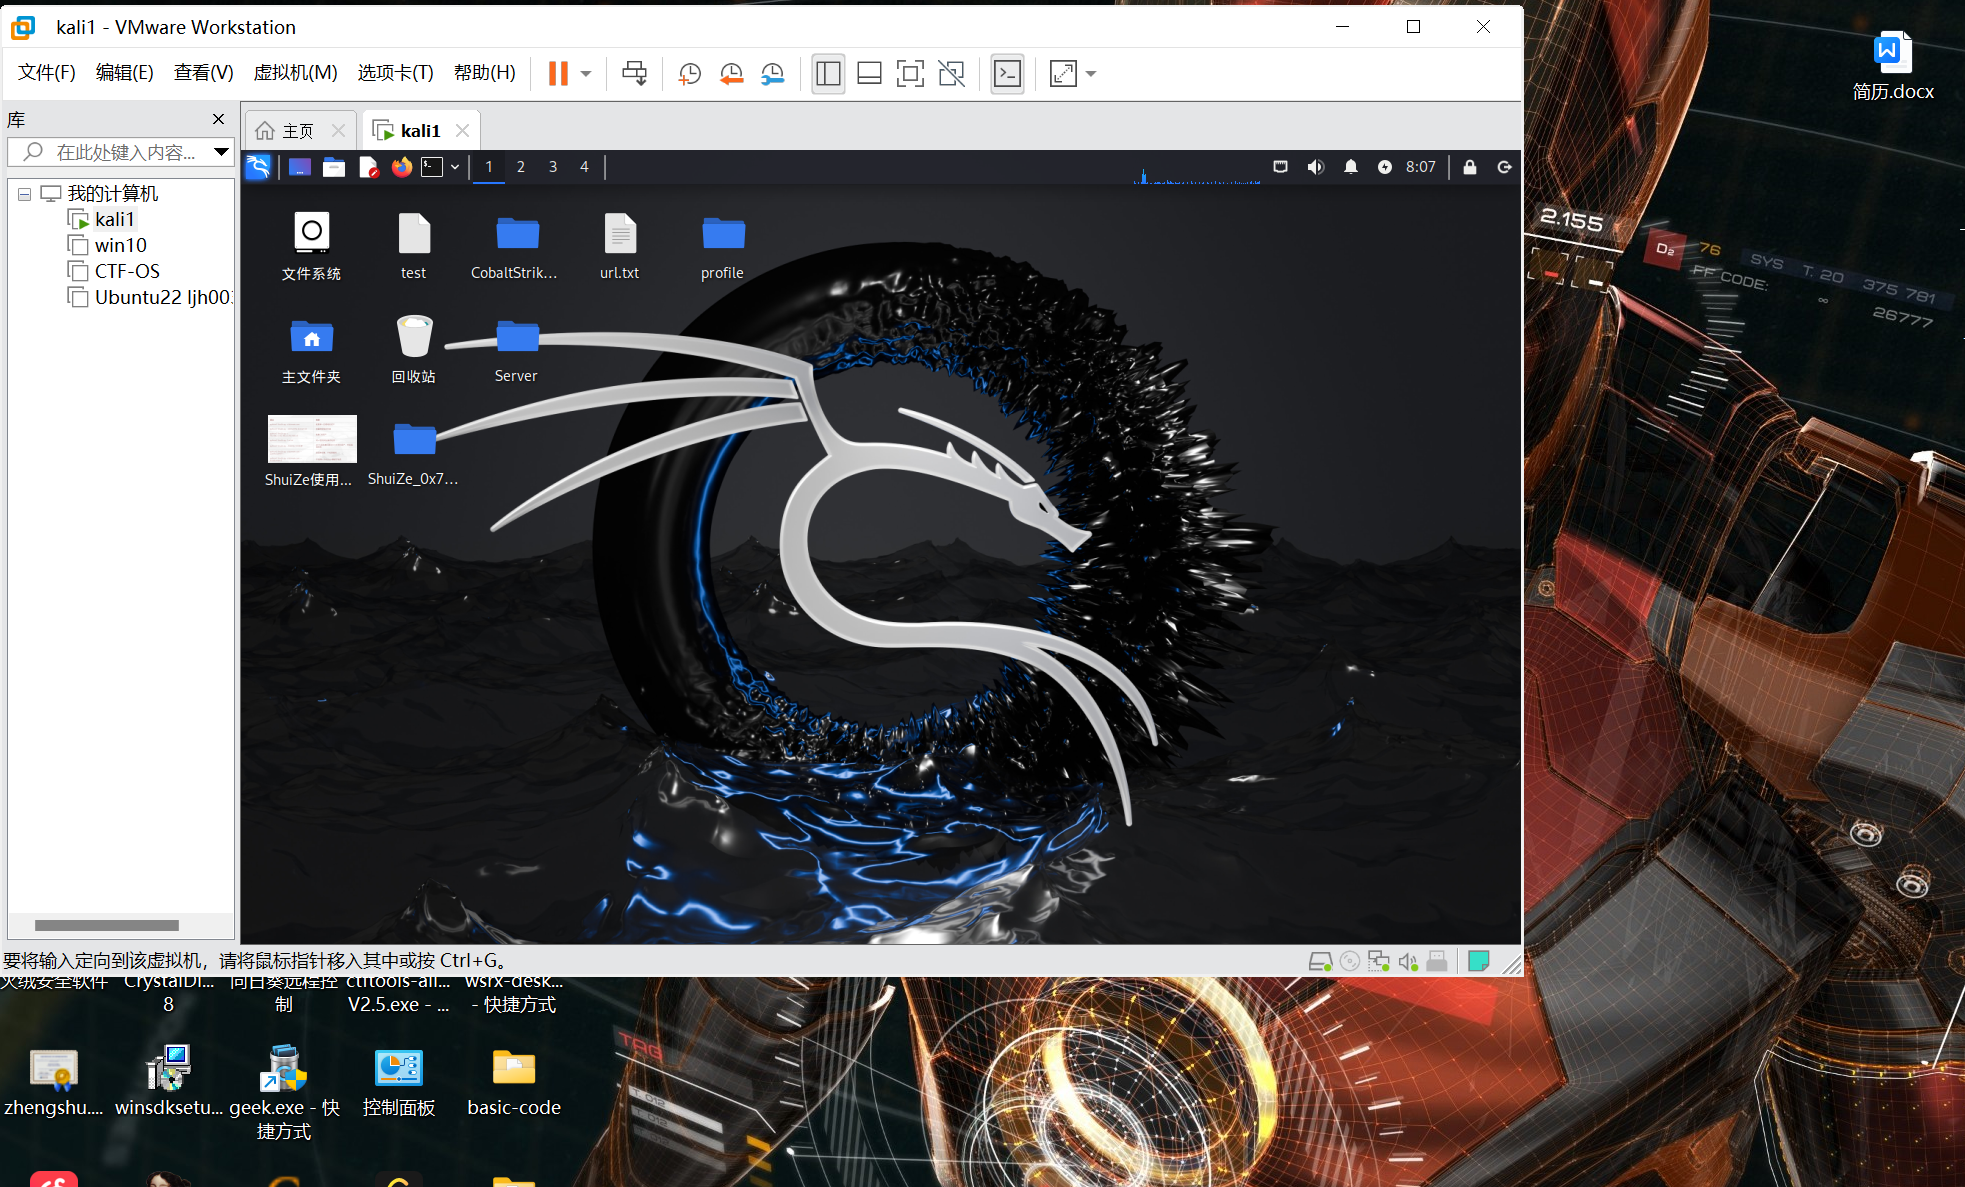 kali1 - VMware Workstation
文件(F) 编辑(E) 查看(V) 虚拟机(M) 选项卡(T) 帮助(H)
库
在此处键入内容...
我的计算机
kali1
win10
CTF-OS
Ubuntu22 ljh00
主页
kali1
1 2 3 4
8:07
文件系统
test
CobaltStrik...
url.txt
profile
主文件夹
回收站
Server
ShuiZe使用...
ShuiZe_0x7...
要将输入定向到该虚拟机，请将鼠标指针移入其中或按 Ctrl+G。
简历.docx
2.155
D2 76
SYS T. 20 375 781
FF CODE: ∞ 26777
火绒安全软件
CrystalDi...
8
向日葵远程控
制
ctftools-all...
V2.5.exe - ...
wsrx-desk...
- 快捷方式
zhengshu....
winsdksetu...
geek.exe - 快
捷方式
控制面板
basic-code
TAG
T. 012
T. 012